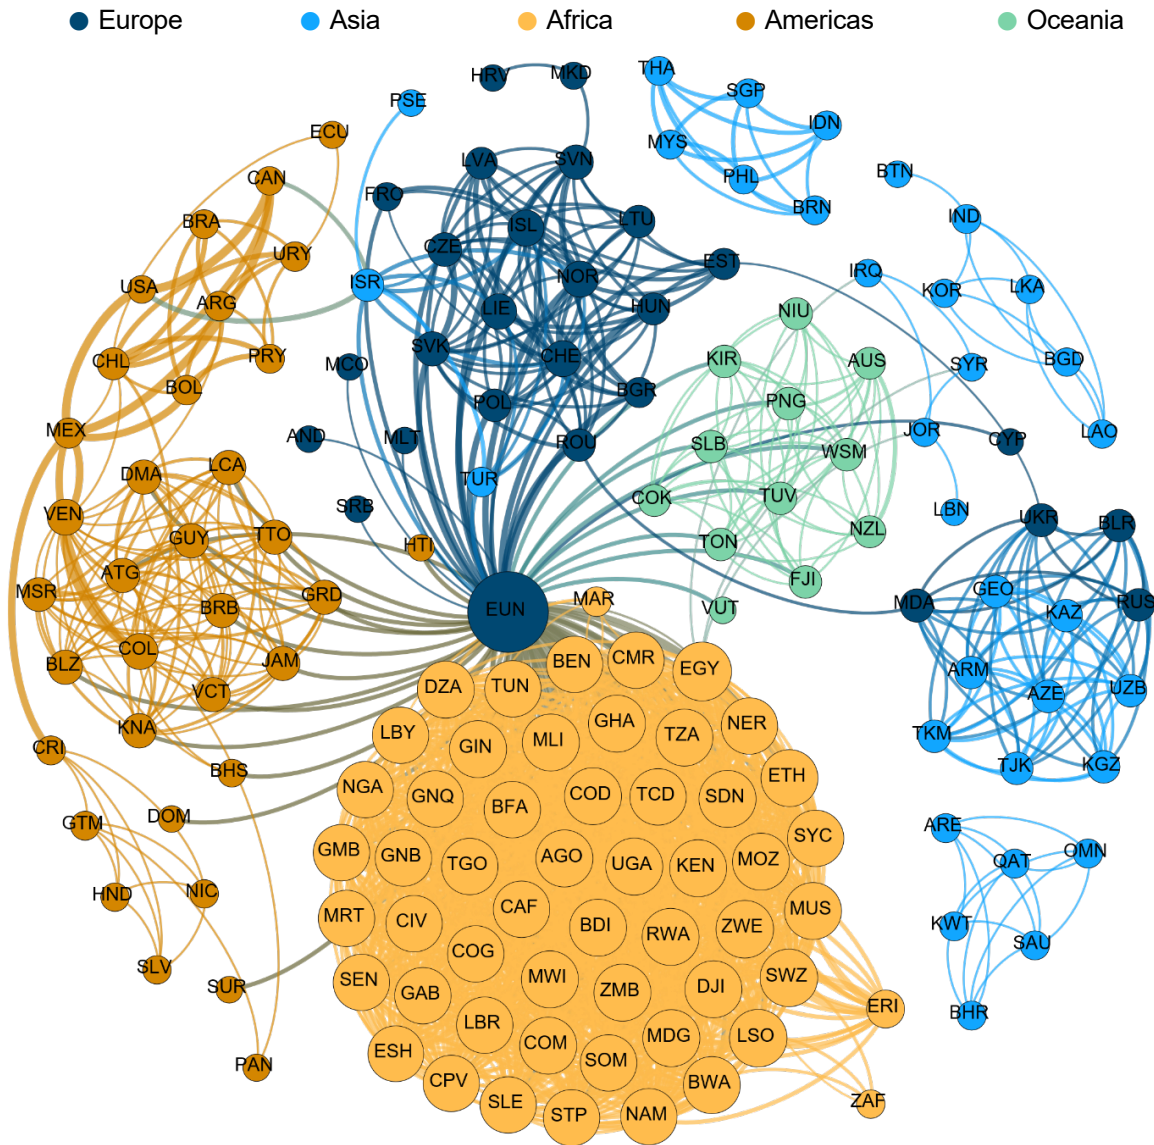 Europe Asia Africa Americas Oceania
HRV MKD THA
PSE SGP
ECU IDN
CAN LVA SVN MYS
FRO PHL BTN
BRA ISL LTU BRN IND
URY CZE
USA ISR NOR EST IRQ
ARG LIE HUN KOR LKA
NIU
CHL PRY MCO SVK CHE KIR AUS SYR BGD
BOL POL BGR PNG
MEX AND MLT ROU SLB WSM JOR CYP LAO
DMA LCA TUR COK TUV
VEN SRB LBN UKR BLR
GUY TTO HTI TON NZL
ATG FJI GEO
MSR BRB GRD EUN MAR VUT MDA KAZ RUS
COL
BLZ JAM BEN CMR EGY ARM
VCT DZA TUN AZE UZB
KNA LBY GIN MLI GHA TZA NER TKM
CRI BHS NGA ETH TJK KGZ
GNQ BFA COD TCD SDN
GTM DOM SYC ARE
GMB GNB TGO AGO UGA KEN MOZ QAT OMN
HND NIC
MRT CIV CAF BDI RWA ZWE MUS KWT
COG SAU
SLV SUR SEN GAB MWI ZMB DJI SWZ
LBR ERI BHR
PAN ESH COM SOM MDG LSO
CPV SLE BWA
STP NAM ZAF